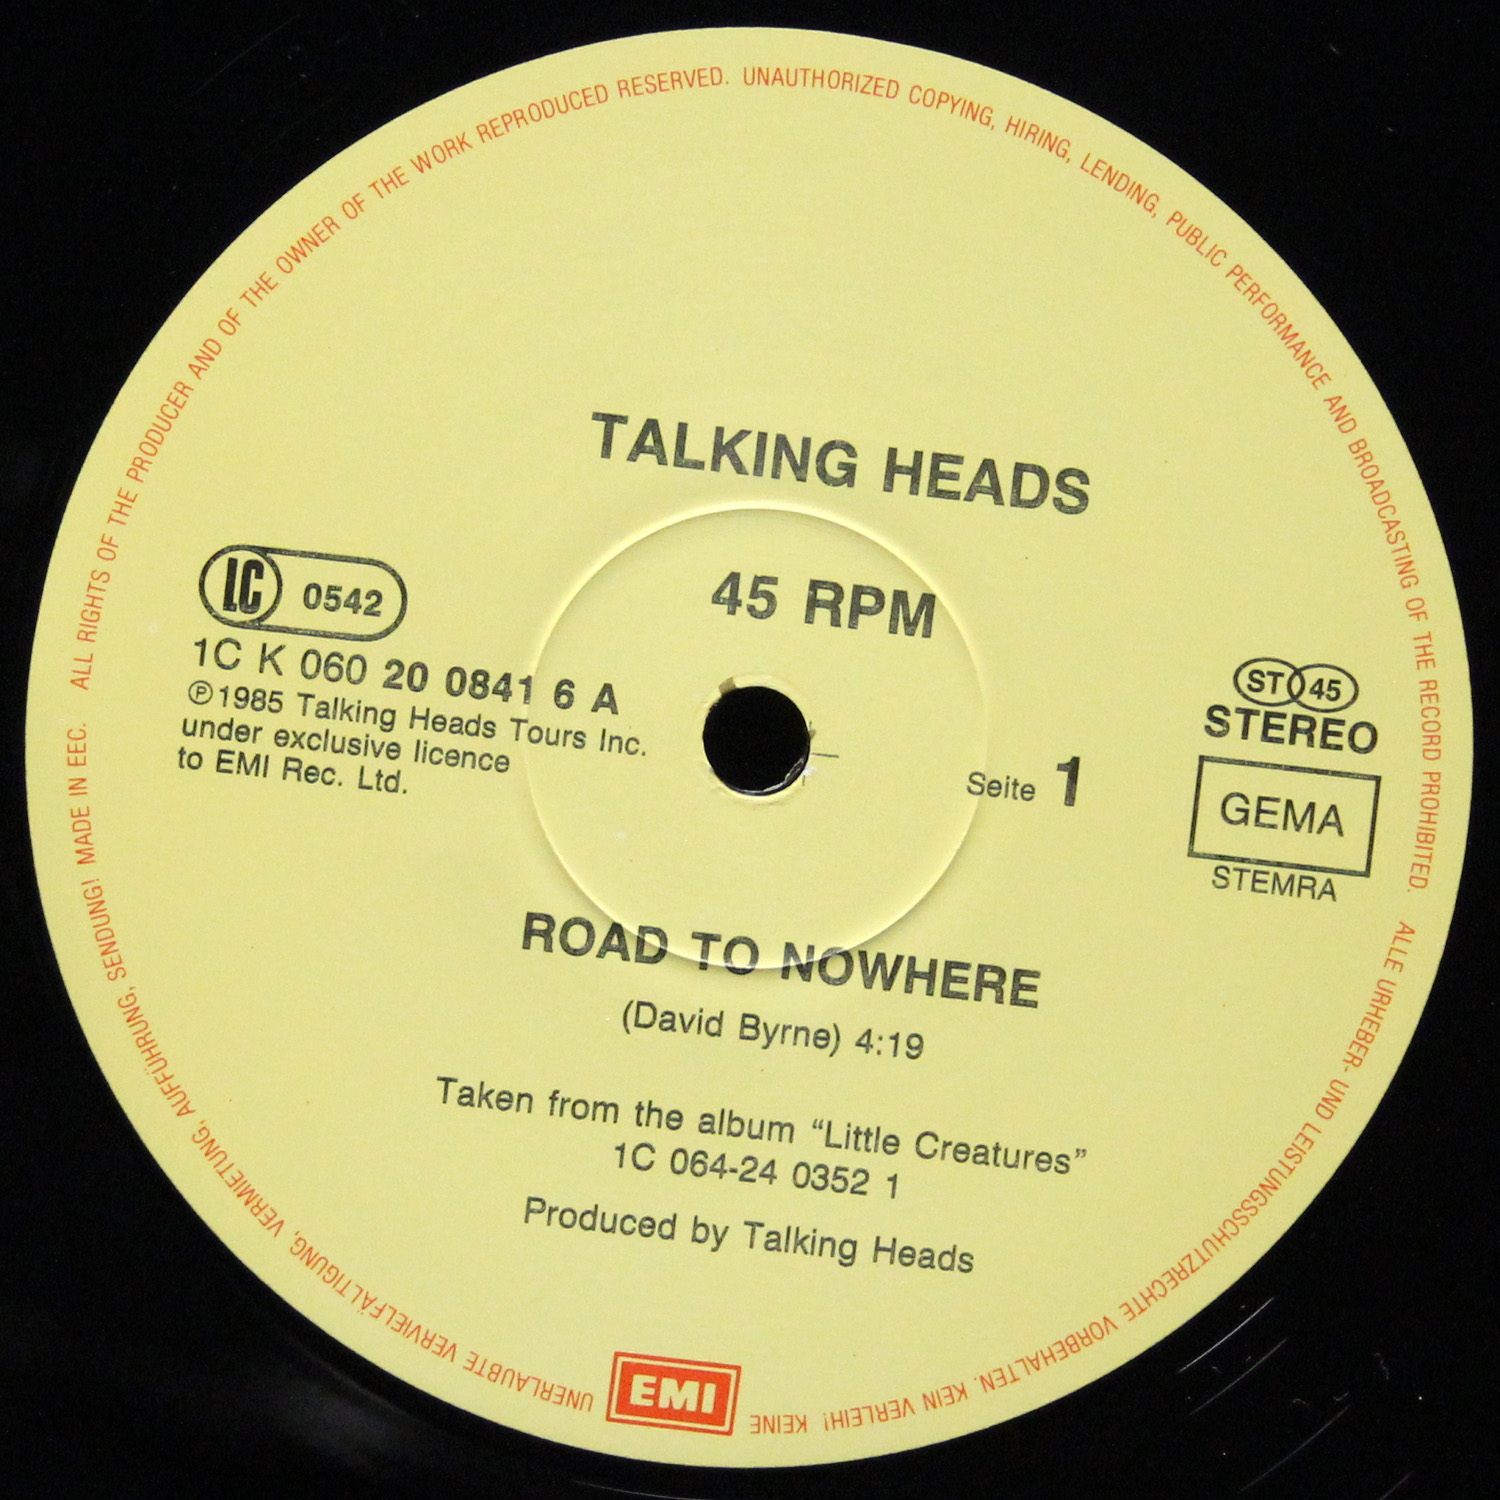 TALKING HEADS
45 RPM
LC 0542
1C K 060 20 0841 6 A
℗1985 Talking Heads Tours Inc.
under exclusive licence
to EMI Rec. Ltd.
Seite 1
ST 45
STEREO
GEMA
STEMRA
ROAD TO NOWHERE
(David Byrne) 4:19
Taken from the album “Little Creatures”
1C 064-24 0352 1
Produced by Talking Heads
EMI
MADE IN EEC. ALL RIGHTS OF THE PRODUCER AND OF THE OWNER OF THE WORK REPRODUCED RESERVED. UNAUTHORIZED COPYING, HIRING, LENDING, PUBLIC PERFORMANCE AND BROADCASTING OF THE RECORD PROHIBITED. ALLE URHEBER- UND LEISTUNGSSCHUTZRECHTE VORBEHALTEN. KEIN VERLEIH! KEINE UNERLAUBTE VERVIELFÄLTIGUNG, VERMIETUNG, AUFFÜHRUNG, SENDUNG!